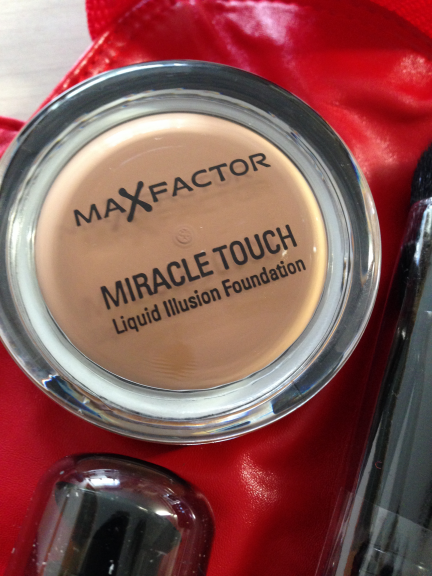 MAXFACTOR
MIRACLE TOUCH
Liquid Illusion Foundation